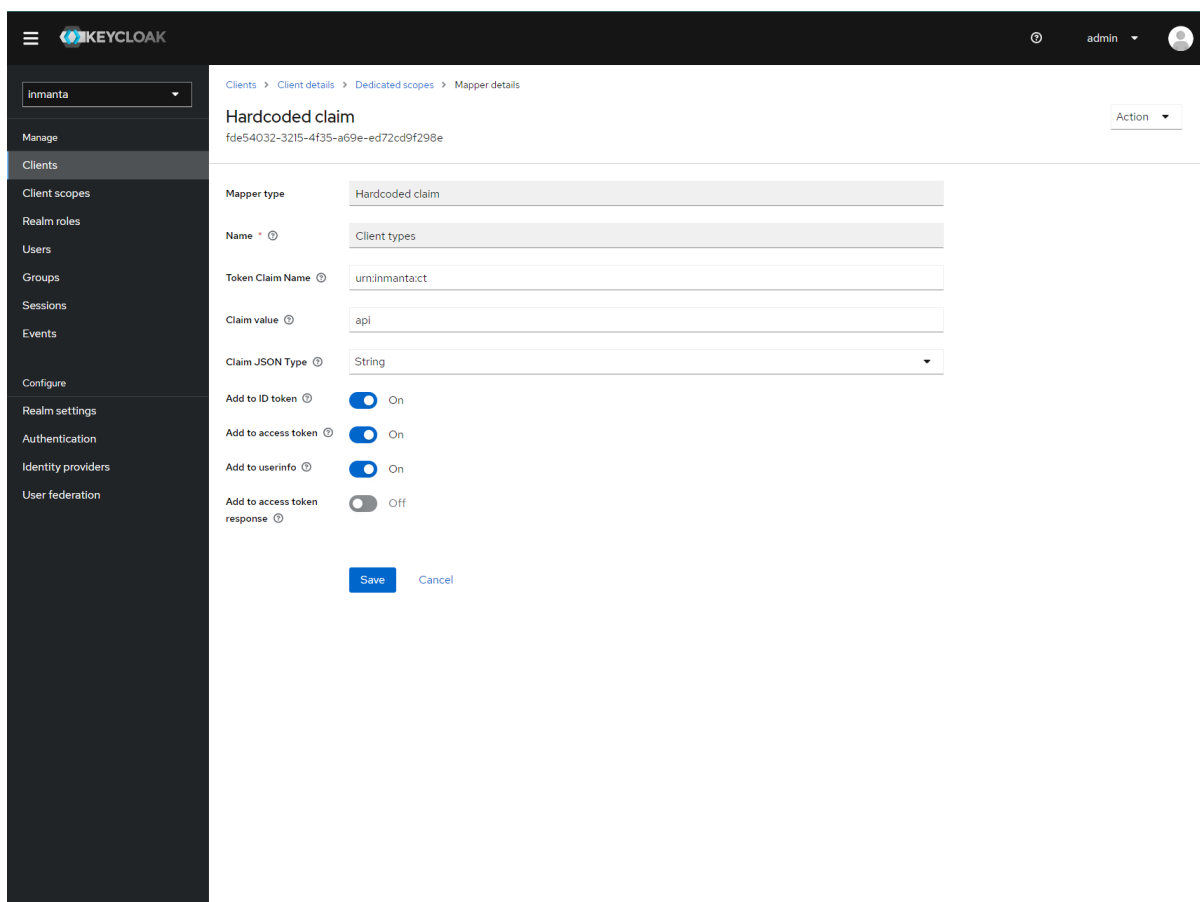 KEYCLOAK
admin
inmanta
Manage
Clients
Client scopes
Realm roles
Users
Groups
Sessions
Events
Configure
Realm settings
Authentication
Identity providers
User federation
Clients > Client details > Dedicated scopes > Mapper details
Hardcoded claim
fde54032-3215-4f35-a69e-ed72cd9f298e
Action
Mapper type Hardcoded claim
Name * Client types
Token Claim Name urn:inmanta:ct
Claim value api
Claim JSON Type String
Add to ID token On
Add to access token On
Add to userinfo On
Add to access token
response Off
Save Cancel